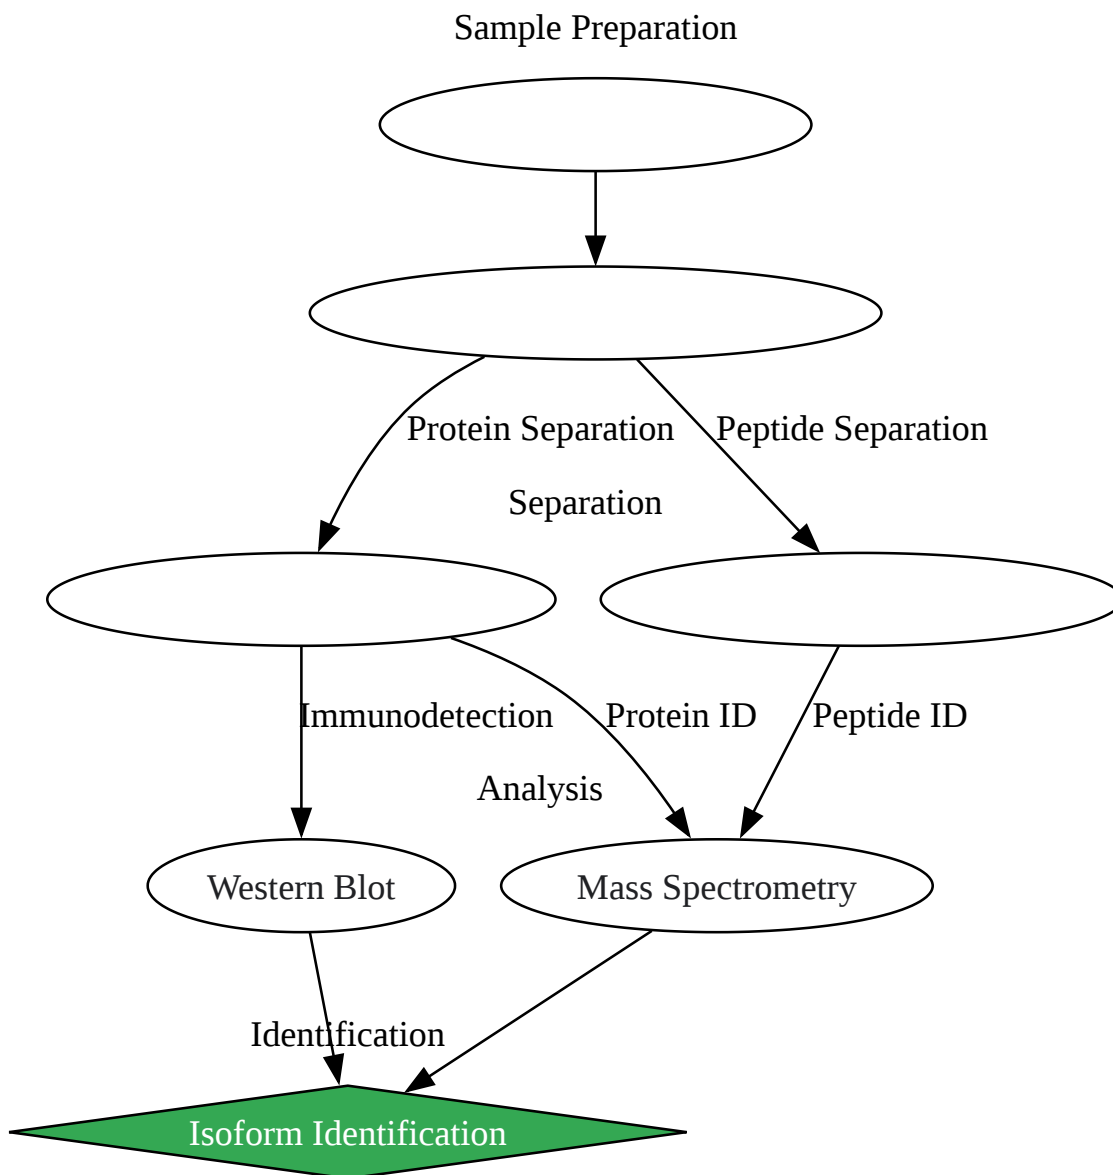 Sample Preparation
Protein Separation
Peptide Separation
Separation
Immunodetection
Protein ID
Peptide ID
Analysis
Western Blot
Mass Spectrometry
Identification
Isoform Identification